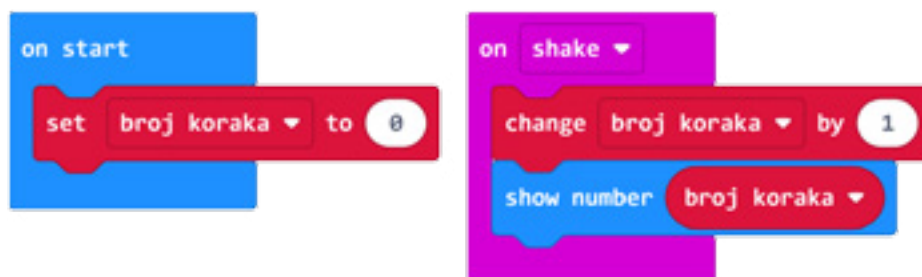 on start
set broj koraka to 0
on shake
change broj koraka by 1
show number broj koraka